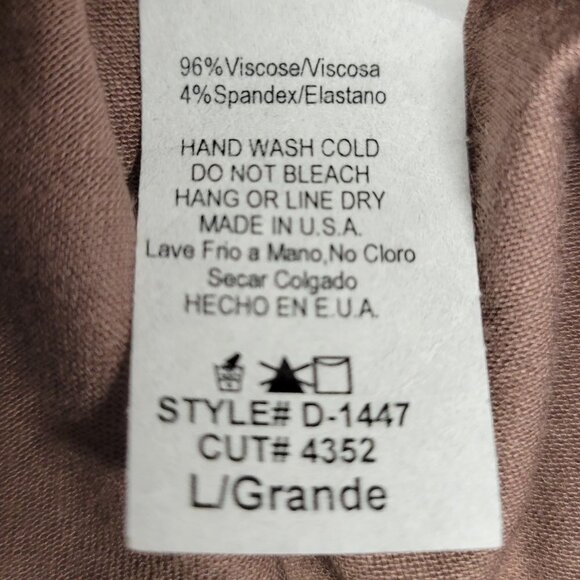 96%Viscose/Viscosa
4%Spandex/Elastano
HAND WASH COLD
DO NOT BLEACH
HANG OR LINE DRY
MADE IN U.S.A.
Lave Frio a Mano,No Cloro
Secar Colgado
HECHO EN E.U.A.
STYLE# D-1447
CUT# 4352
L/Grande